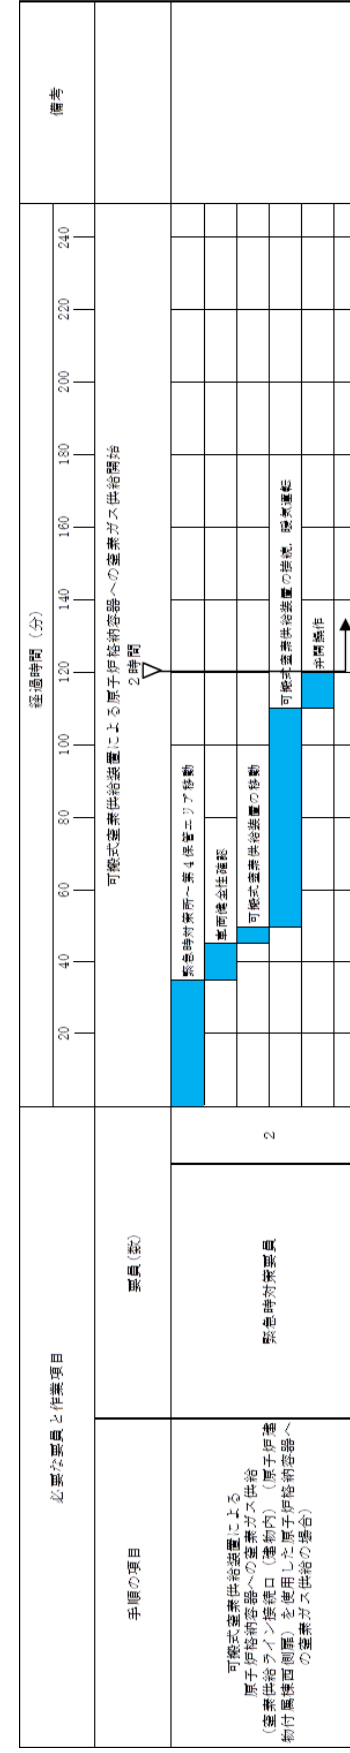 必要な要員と作業項目
経過時間（分）
備考
手順の項目
要員(数)
20
40
60
80
100
120
140
160
180
200
220
240
可搬式窒素供給装置による原子炉格納容器への窒素ガス供給開始
2時間
可搬式窒素供給装置による
原子炉格納容器への窒素ガス供給
(窒素供給ライン接続口（建物内）（原子炉建
物付属棟西側扉）を使用した原子炉格納容器へ
の窒素ガス供給の場合)
緊急時対策要員
2
緊急時対策所～第4保管エリア移動
車両健全性確認
可搬式窒素供給装置の移動
可搬式窒素供給装置の接続，暖気運転
弁開操作